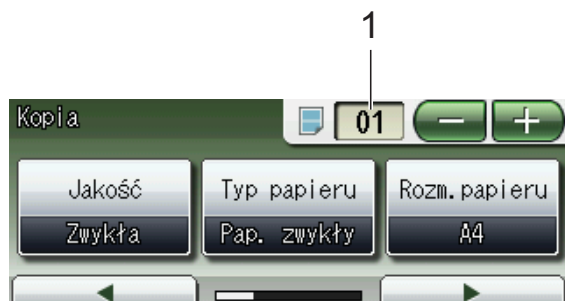 1
Kopia 01 - +
Jakość Typ papieru Rozm.papieru
Zwykła Pap. zwykły A4